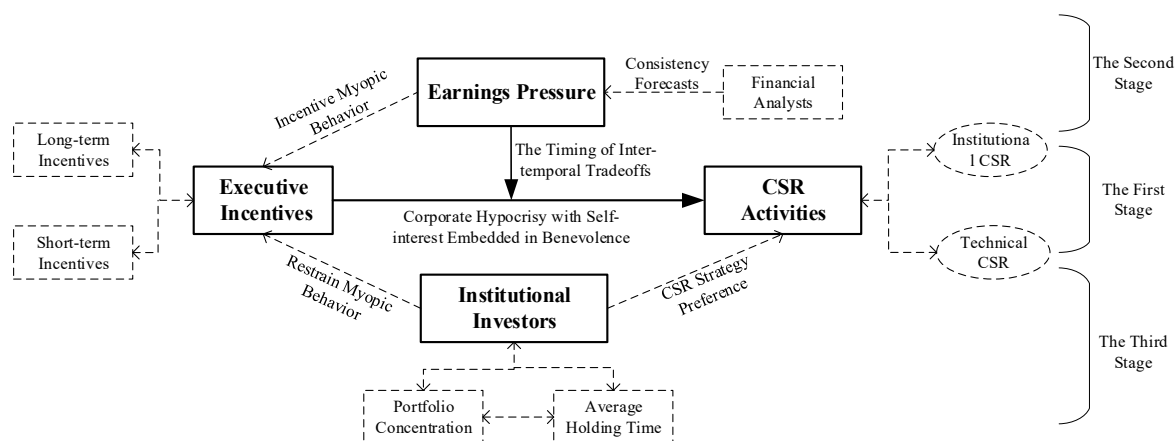 The Second
Stage
Consistency
Forecasts
Financial
Analysts
Earnings Pressure
Incentive Myopic
Behavior
Long-term
Incentives
The Timing of Inter-
temporal Tradeoffs
Institutiona
l CSR
Executive
Incentives
CSR
Activities
The First
Stage
Corporate Hypocrisy with Self-
interest Embedded in Benevolence
Short-term
Incentives
Technical
CSR
Restrain Myopic
Behavior
Institutional
Investors
CSR Strategy
Preference
The Third
Stage
Portfolio
Concentration
Average
Holding Time